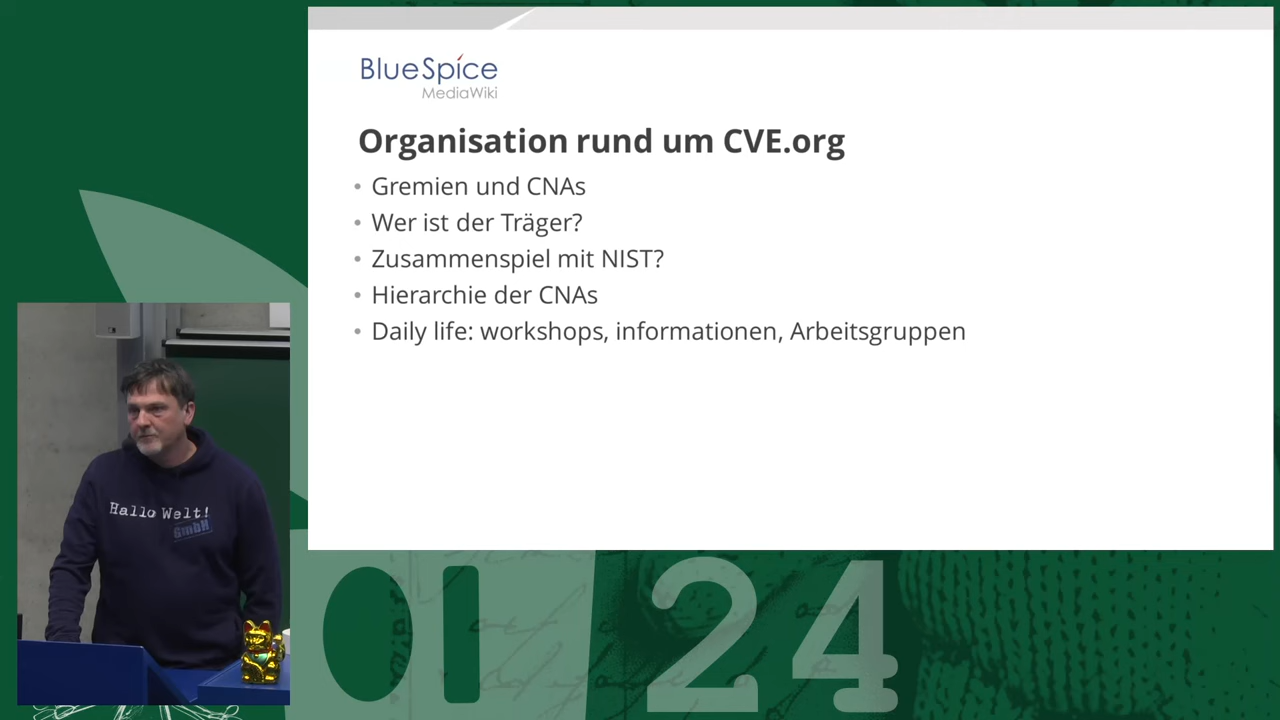 BlueSpice
MediaWiki
Organisation rund um CVE.org
• Gremien und CNAs
• Wer ist der Träger?
• Zusammenspiel mit NIST?
• Hierarchie der CNAs
• Daily life: workshops, informationen, Arbeitsgruppen
Hallo Welt!
GmbH
24